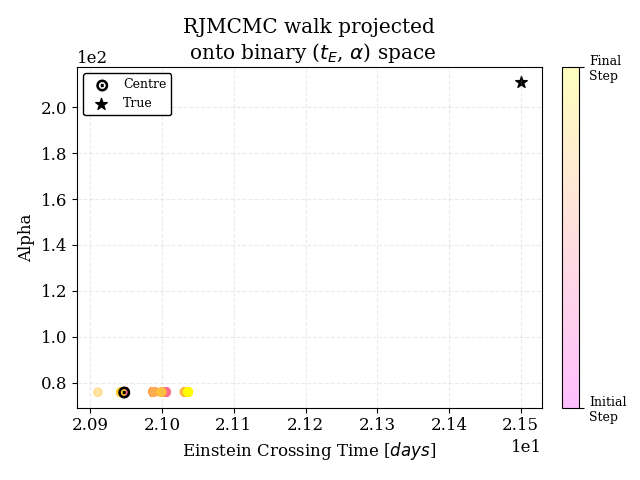 RJMCMC walk projected
onto binary (t_E, α) space
1e2
Centre
True
2.0
1.8
1.6
1.4
1.2
1.0
0.8
Alpha
2.09 2.10 2.11 2.12 2.13 2.14 2.15
1e1
Einstein Crossing Time [days]
Final
Step
Initial
Step